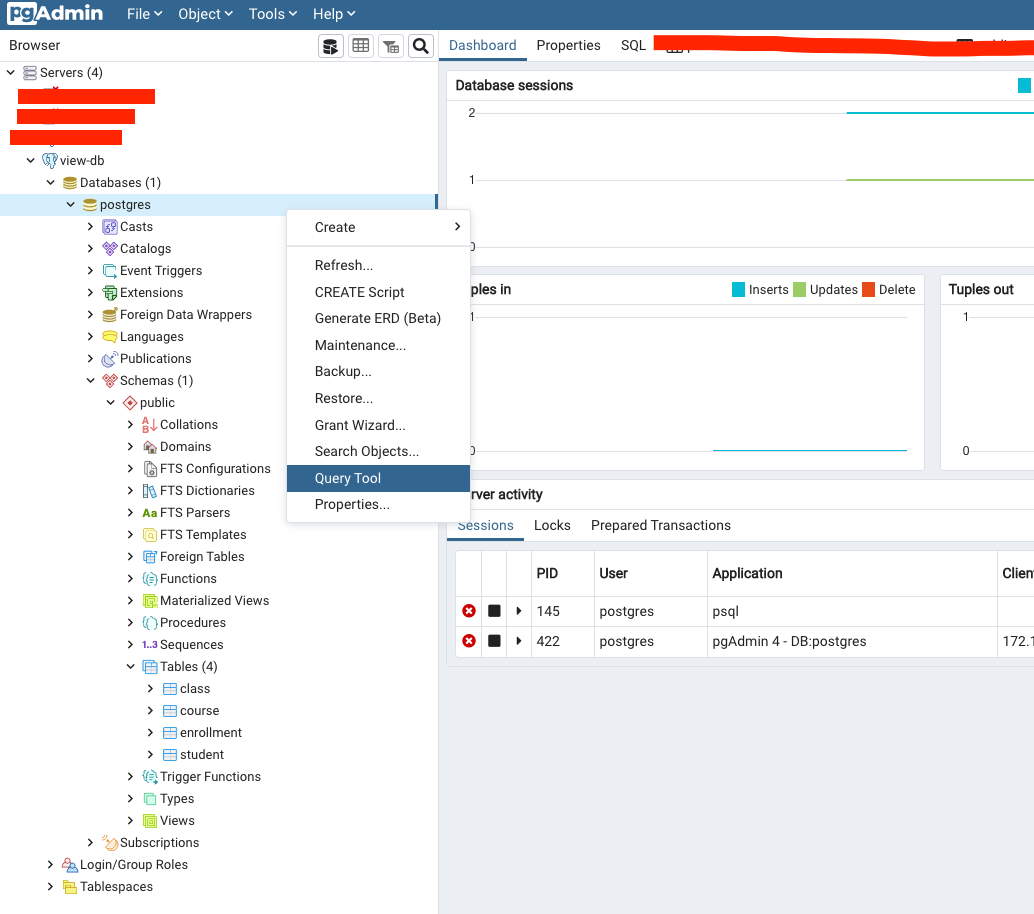 pgAdmin File Object Tools Help
Browser
Dashboard Properties SQL
Servers (4)
view-db
Databases (1)
postgres
Casts
Catalogs
Event Triggers
Extensions
Foreign Data Wrappers
Languages
Publications
Schemas (1)
public
Collations
Domains
FTS Configurations
FTS Dictionaries
Aa FTS Parsers
FTS Templates
Foreign Tables
Functions
Materialized Views
Procedures
1..3 Sequences
Tables (4)
class
course
enrollment
student
Trigger Functions
Types
Views
Subscriptions
Login/Group Roles
Tablespaces
Create
Refresh...
CREATE Script
Generate ERD (Beta)
Maintenance...
Backup...
Restore...
Grant Wizard...
Search Objects...
Query Tool
Properties...
Database sessions
2
1
0
ples in Inserts Updates Delete
1
0
Tuples out
1
0
rver activity
Sessions Locks Prepared Transactions
PID User Application Clien
145 postgres psql
422 postgres pgAdmin 4 - DB:postgres 172.1